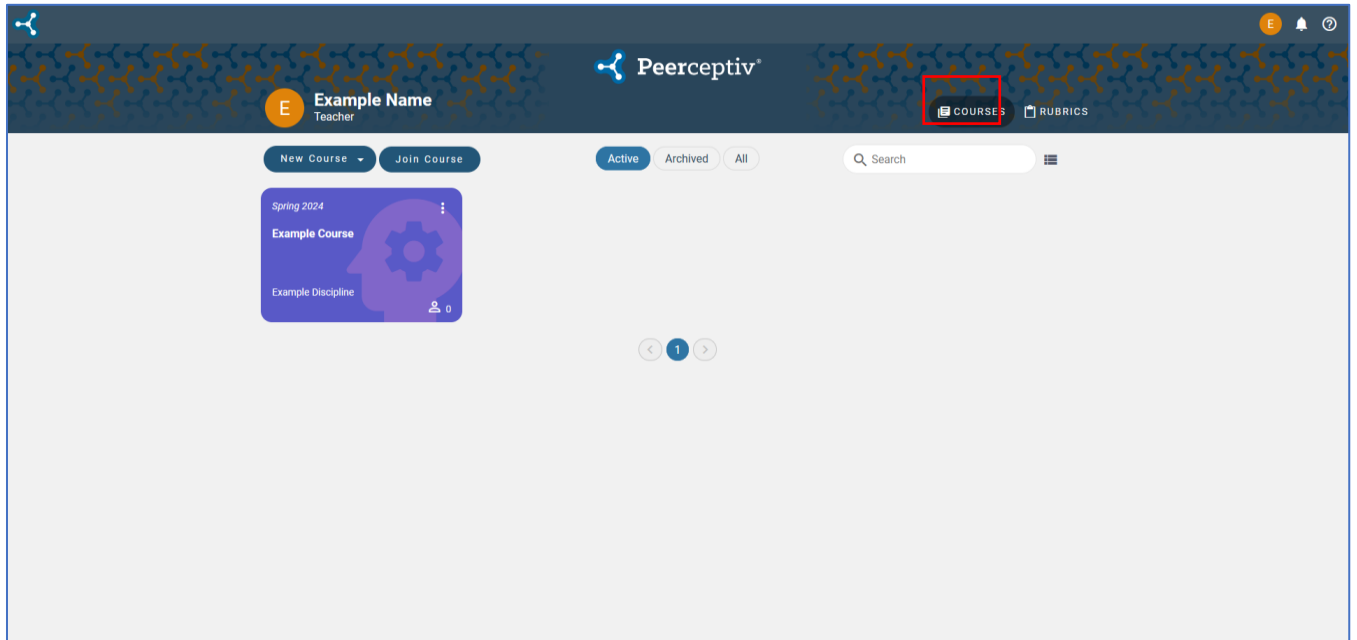 E
Peerceptiv®
E
Example Name
Teacher
COURSES
RUBRICS
New Course
Join Course
Active
Archived
All
Search
Spring 2024
Example Course
Example Discipline
0
1